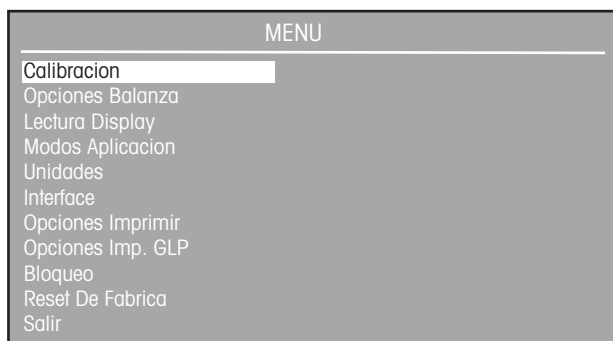 MENU
Calibracion
Opciones Balanza
Lectura Display
Modos Aplicacion
Unidades
Interface
Opciones Imprimir
Opciones Imp. GLP
Bloqueo
Reset De Fabrica
Salir